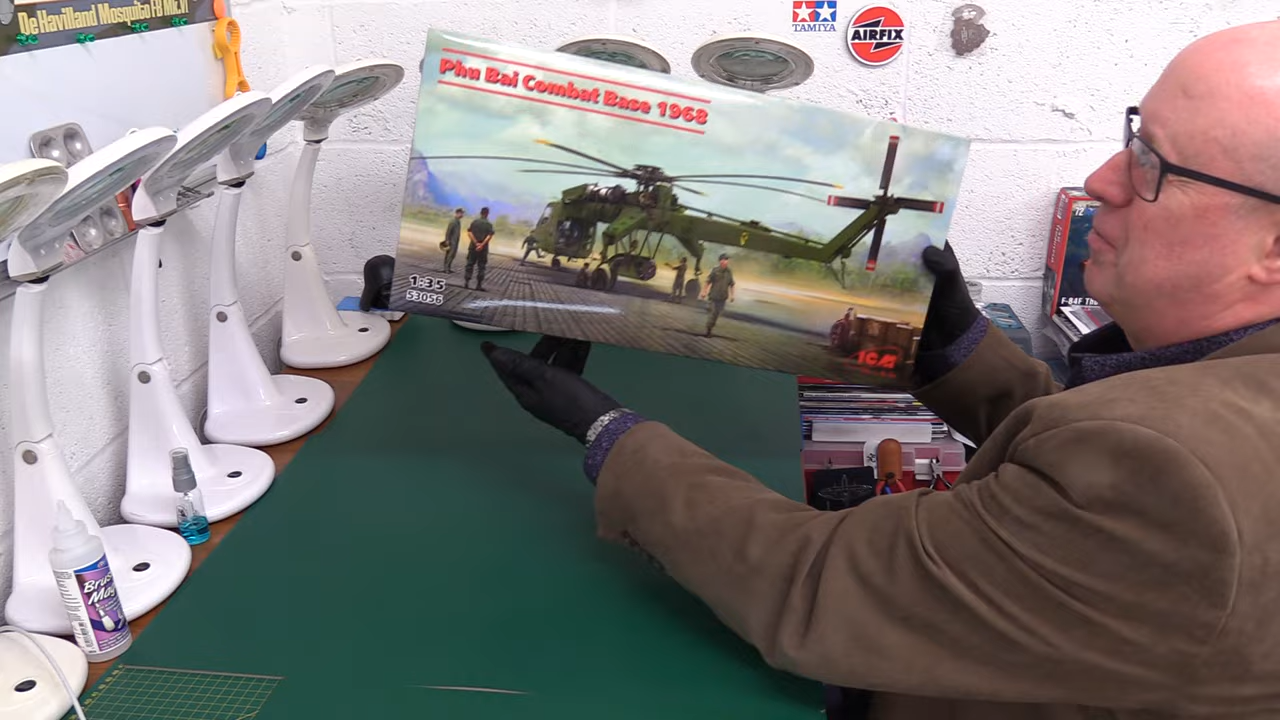 De Havilland Mosquito FB Mk.VI
TAMIYA
AIRFIX
Phu Bai Combat Base 1968
1:35
53056
ICM
F-84F
Brush